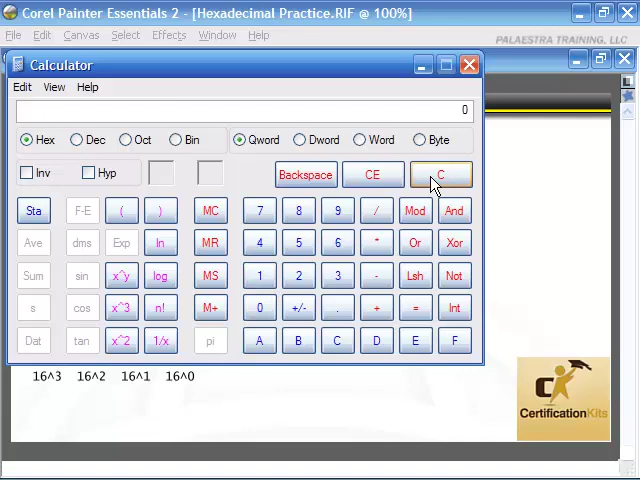 Corel Painter Essentials 2 - [Hexadecimal Practice.RIF @ 100%]
File Edit Canvas Select Effects Window Help
PALAESTRA TRAINING, LLC
Calculator
Edit View Help
0
Hex Dec Oct Bin Qword Dword Word Byte
Inv Hyp Backspace CE C
Sta F-E ( ) MC 7 8 9 / Mod And
Ave dms Exp ln MR 4 5 6 * Or Xor
Sum sin x^y log MS 1 2 3 - Lsh Not
s cos x^3 n! M+ 0 +/- . + = Int
Dat tan x^2 1/x pi A B C D E F
16^3 16^2 16^1 16^0
CertificationKits